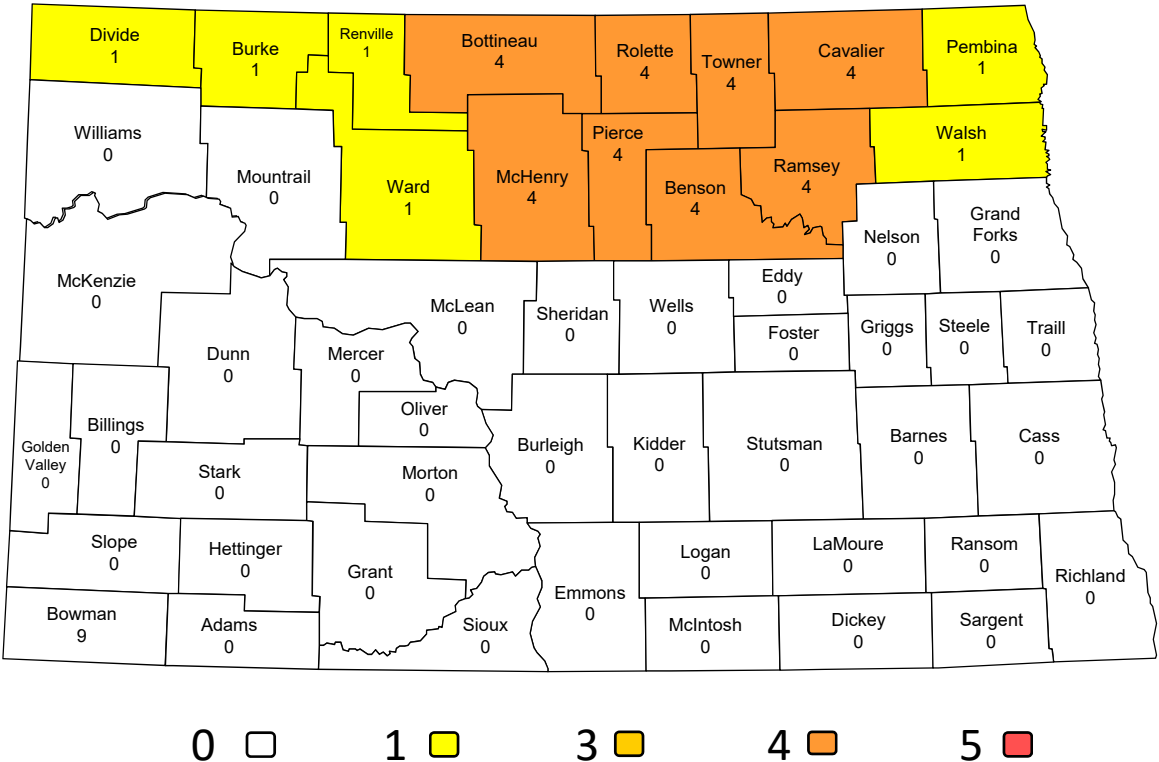 Divide
1
Burke
1
Renville
1
Bottineau
4
Rolette
4
Towner
4
Cavalier
4
Pembina
1
Williams
0
Mountrail
0
Ward
1
McHenry
4
Pierce
4
Benson
4
Ramsey
4
Walsh
1
Nelson
0
Grand
Forks
0
McKenzie
0
Dunn
0
McLean
0
Mercer
0
Oliver
0
Sheridan
0
Wells
0
Eddy
0
Foster
0
Griggs
0
Steele
0
Traill
0
Golden
Valley
0
Billings
0
Stark
0
Morton
0
Burleigh
0
Kidder
0
Stutsman
0
Barnes
0
Cass
0
Slope
0
Hettinger
0
Grant
0
Bowman
9
Adams
0
Sioux
0
Emmons
0
Logan
0
McIntosh
0
LaMoure
0
Dickey
0
Ransom
0
Sargent
0
Richland
0
0 1 3 4 5